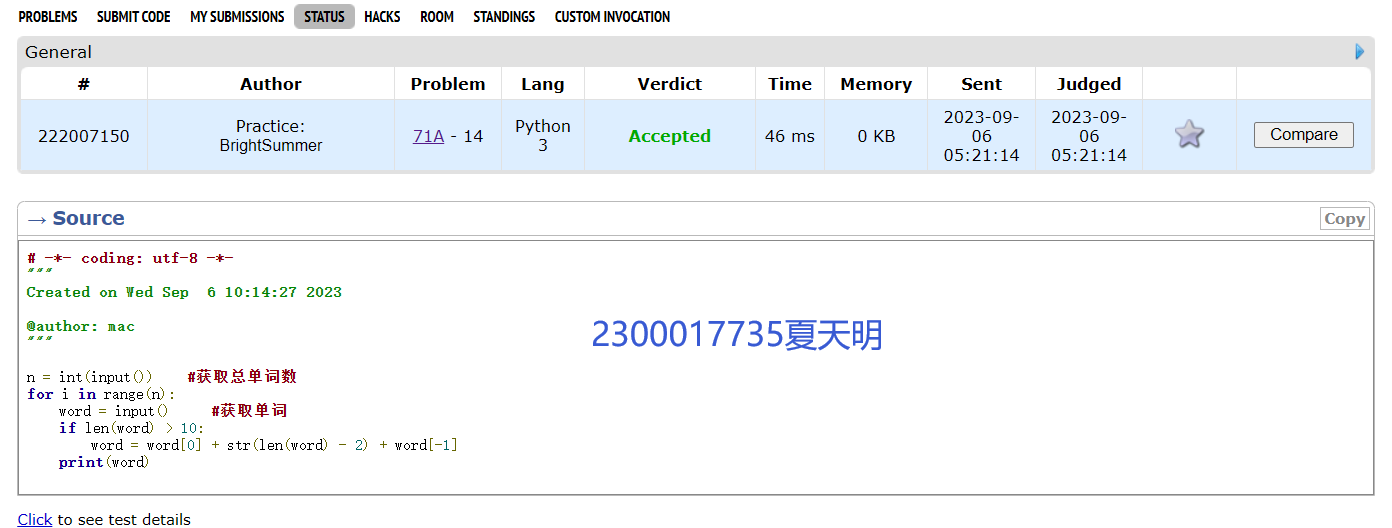 PROBLEMS SUBMIT CODE MY SUBMISSIONS STATUS HACKS ROOM STANDINGS CUSTOM INVOCATION
General
# Author Problem Lang Verdict Time Memory Sent Judged
222007150 Practice: BrightSummer 71A - 14 Python 3 Accepted 46 ms 0 KB 2023-09-06 05:21:14 2023-09-06 05:21:14 Compare
→ Source Copy
# -*- coding: utf-8 -*-
"""
Created on Wed Sep  6 10:14:27 2023
@author: mac
"""
2300017735夏天明
n = int(input())    #获取总单词数
for i in range(n):
    word = input()     #获取单词
    if len(word) > 10:
        word = word[0] + str(len(word) - 2) + word[-1]
    print(word)
Click to see test details